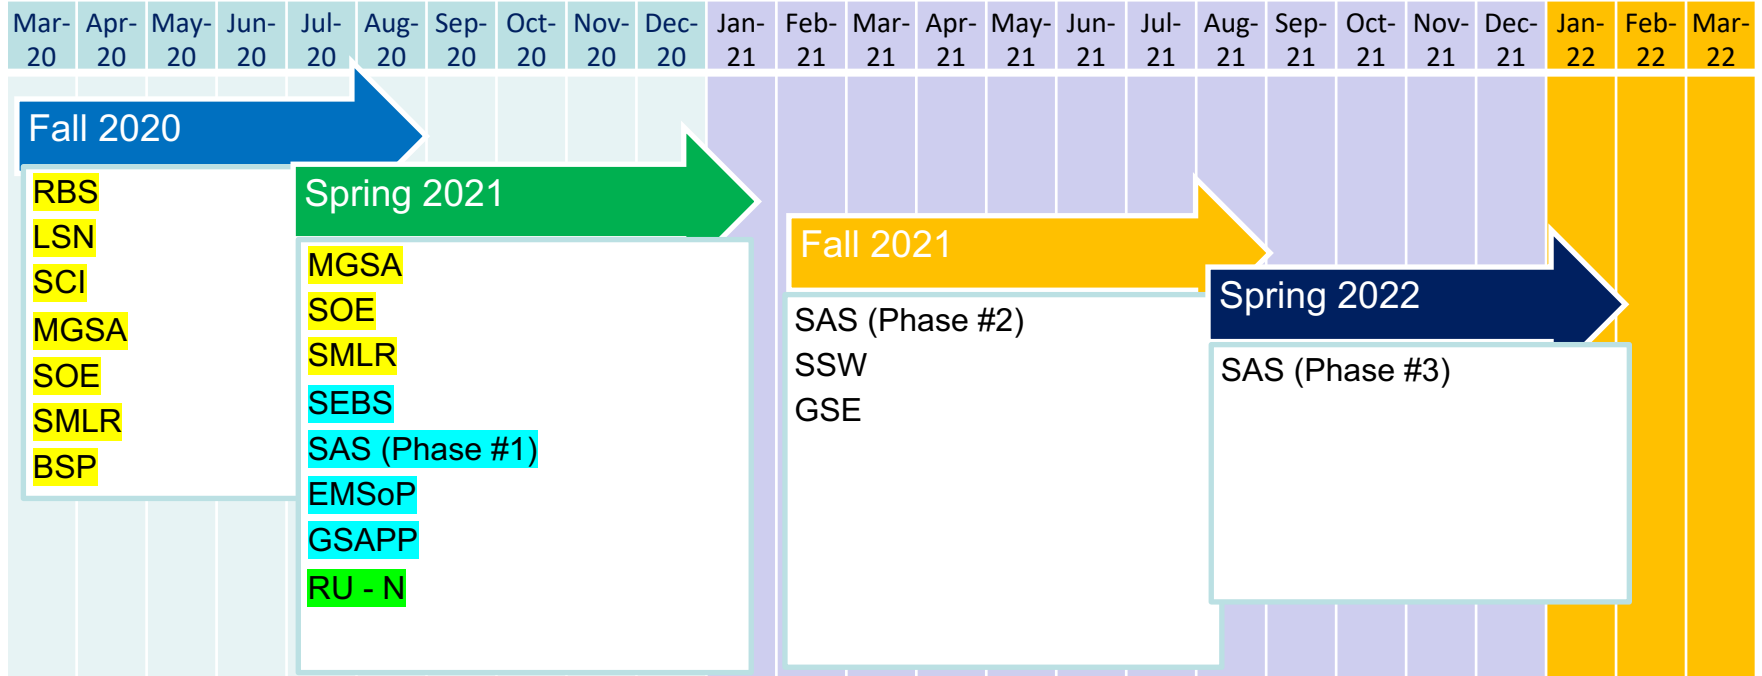 Mar- Apr- May- Jun- Jul- Aug- Sep- Oct- Nov- Dec- Jan- Feb- Mar- Apr- May- Jun- Jul- Aug- Sep- Oct- Nov- Dec- Jan- Feb- Mar-
20 20 20 20 20 20 20 20 20 20 21 21 21 21 21 21 21 21 21 21 21 21 22 22 22
Fall 2020
RBS
LSN
SCI
MGSA
SOE
SMLR
BSP
Spring 2021
MGSA
SOE
SMLR
SEBS
SAS (Phase #1)
EMSoP
GSAPP
RU - N
Fall 2021
SAS (Phase #2)
SSW
GSE
Spring 2022
SAS (Phase #3)